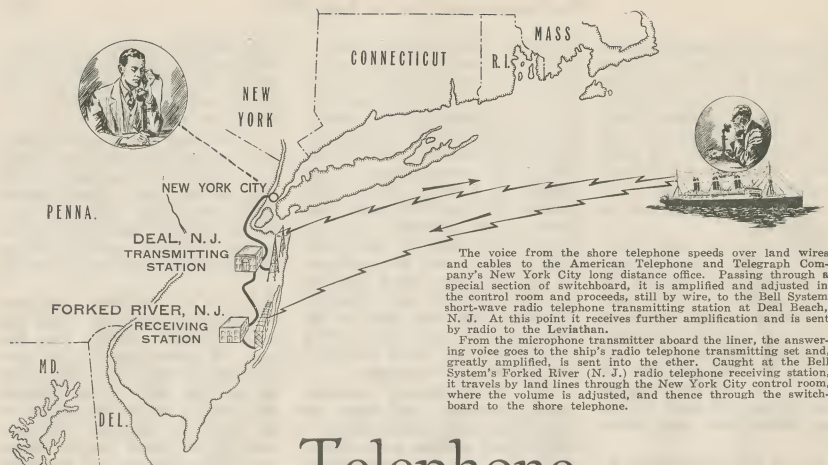 MASS
CONNECTICUT
R.I.
NEW
YORK
NEW YORK CITY
PENNA.
DEAL, N.J.
TRANSMITTING
STATION
FORKED RIVER, N.J.
RECEIVING
STATION
MD.
DEL.
The voice from the shore telephone speeds over land wires
and cables to the American Telephone and Telegraph Com-
pany's New York City long distance office. Passing through a
special section of switchboard, it is amplified and adjusted in
the control room and proceeds, still by wire, to the Bell System
short-wave radio telephone transmitting station at Deal Beach,
N. J. At this point it receives further amplification and is sent
by radio to the Leviathan.
From the microphone transmitter aboard the liner, the answer-
ing voice goes to the ship's radio telephone transmitting set and,
greatly amplified, is sent into the ether. Caught at the Bell
System's Forked River (N. J.) radio telephone receiving station,
it travels by land lines through the New York City control room,
where the volume is adjusted, and thence through the switch-
board to the shore telephone.
Telephone